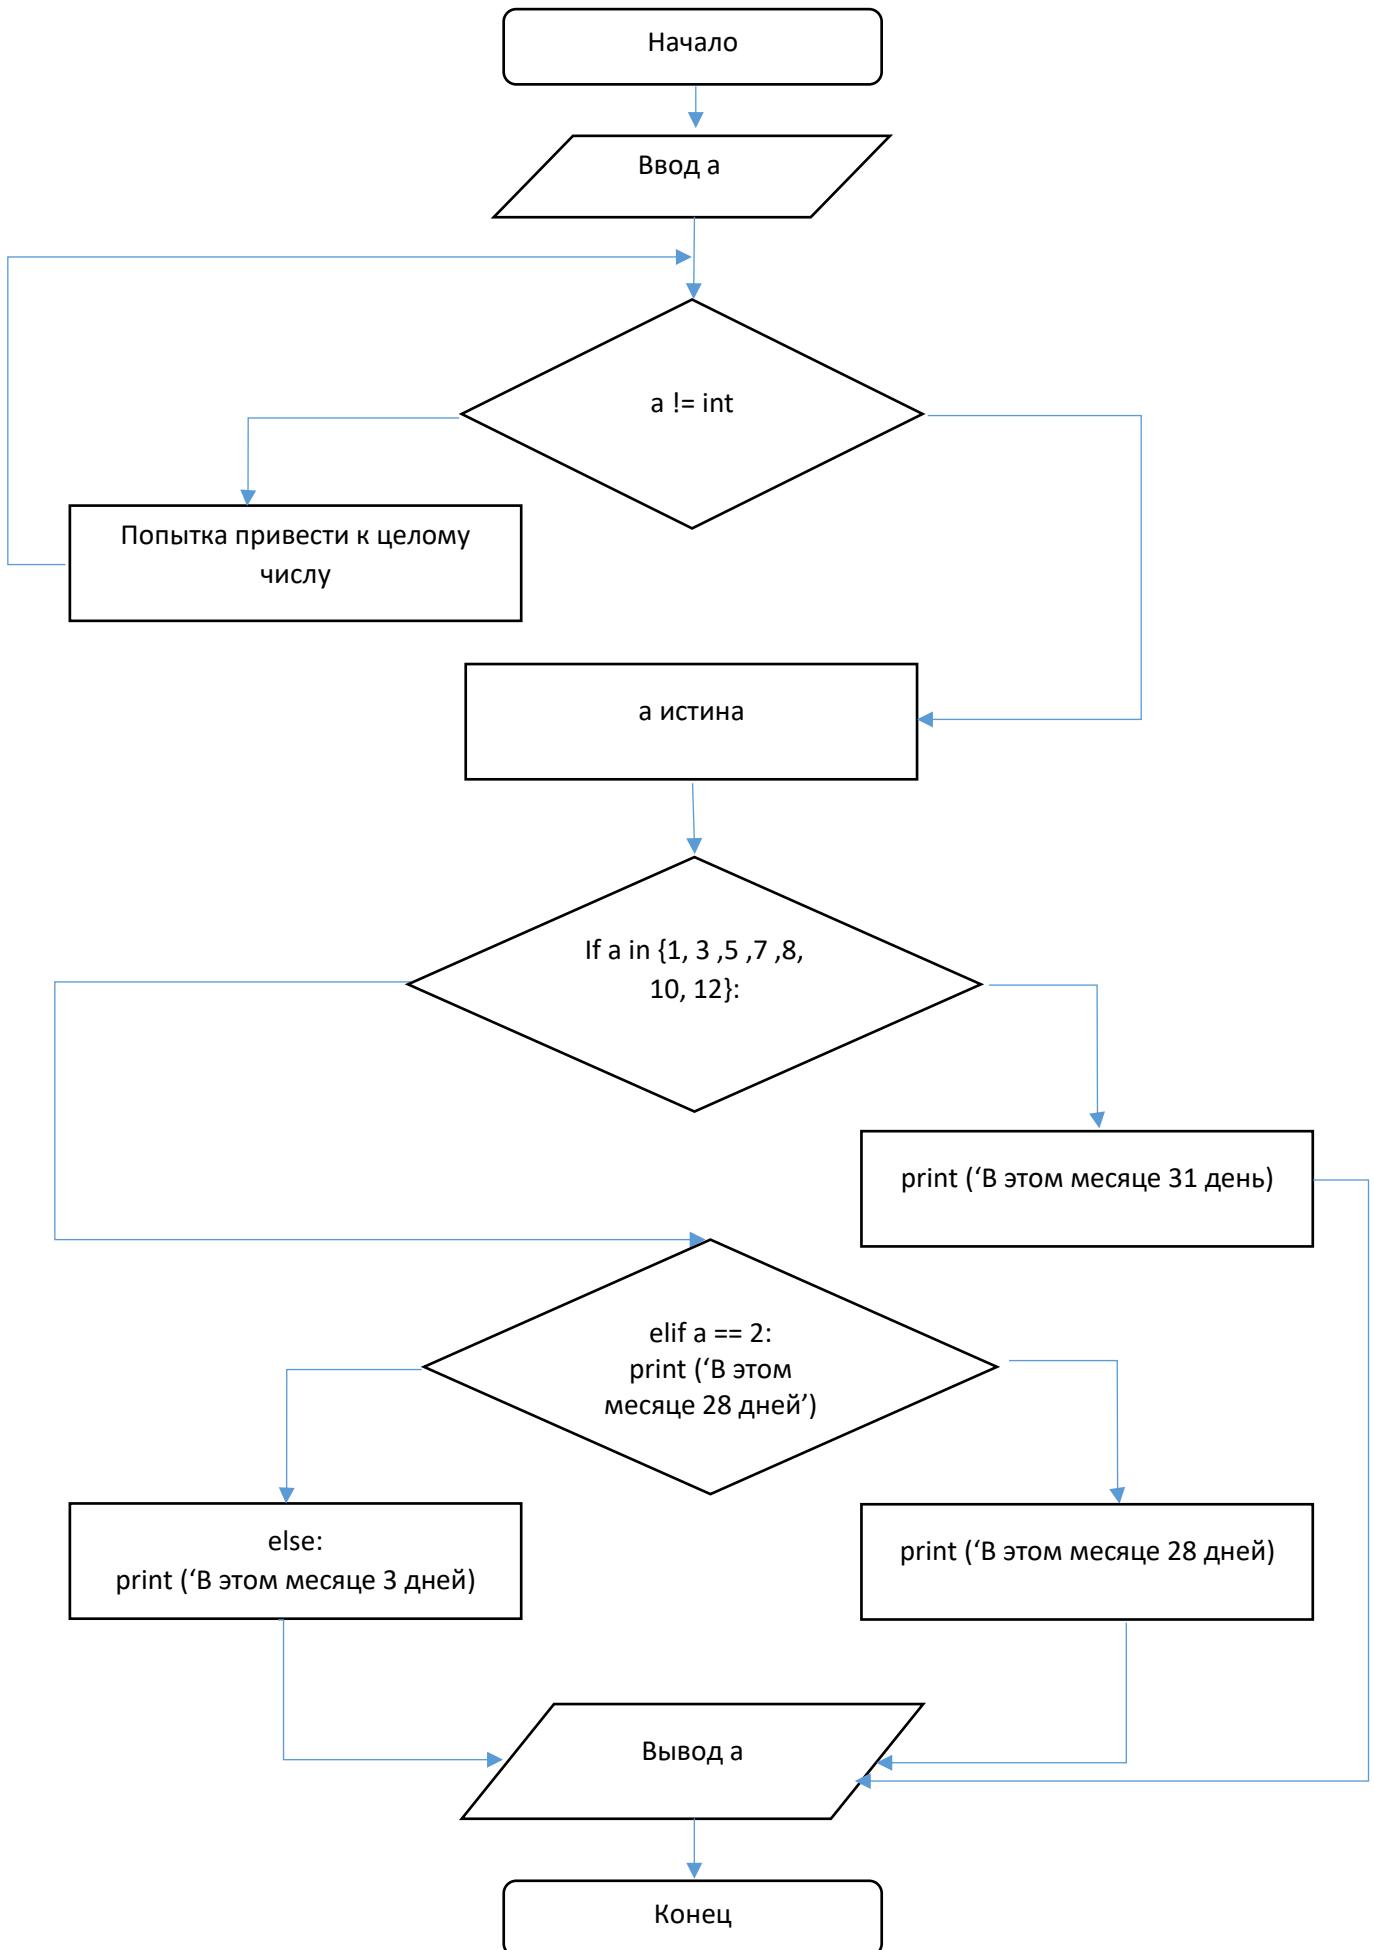 Начало
Ввод а
a != int
Попытка привести к целому
числу
а истина
If a in {1, 3 ,5 ,7 ,8,
10, 12}:
print (‘В этом месяце 31 день)
elif a == 2:
print (‘В этом
месяце 28 дней’)
else:
print (‘В этом месяце 3 дней)
print (‘В этом месяце 28 дней)
Вывод а
Конец